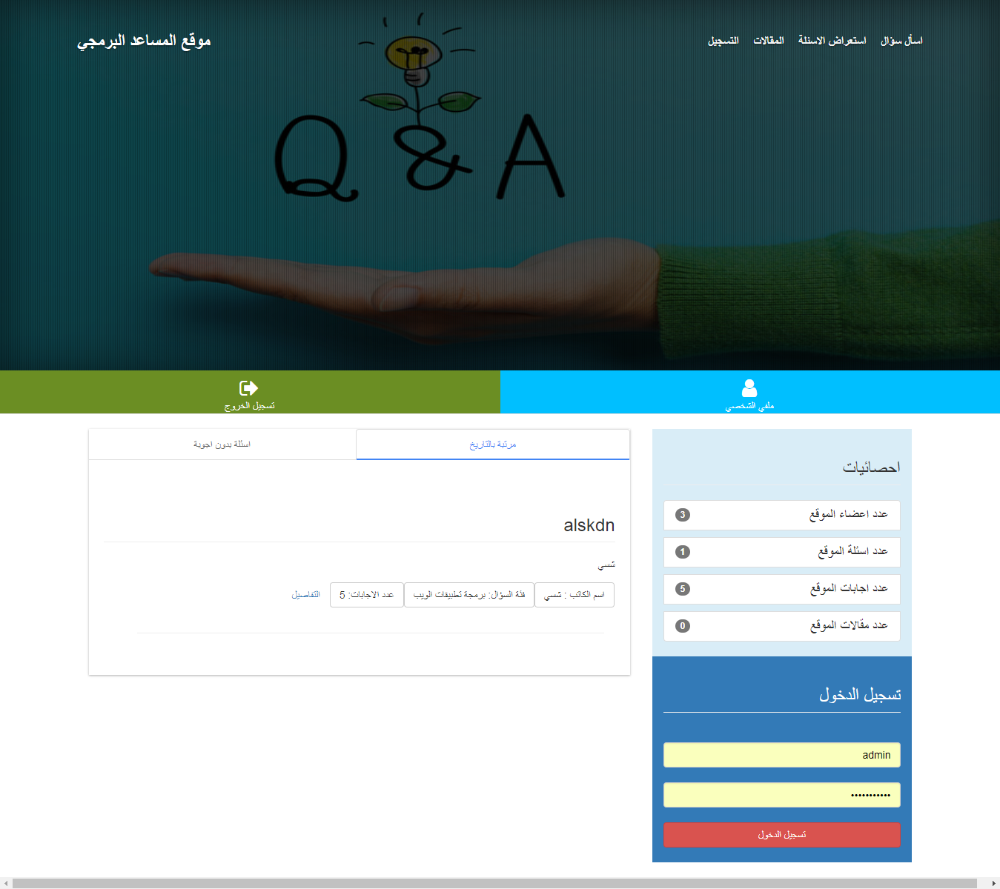 اسأل سؤال استعراض الاسئلة المقالات التسجيل
موقع المساعد البرمجي
Q & A
ملفي الشخصي
تسجيل الخروج
احصائيات
عدد اعضاء الموقع 3
عدد اسئلة الموقع 1
عدد اجابات الموقع 5
عدد مقالات الموقع 0
تسجيل الدخول
admin
•••••••••••
تسجيل الدخول
مرتبة بالتاريخ
اسئلة بدون اجوبة
alskdn
شسي
اسم الكاتب : شسي
فئة السؤال: برمجة تطبيقات الويب
عدد الاجابات: 5
التفاصيل